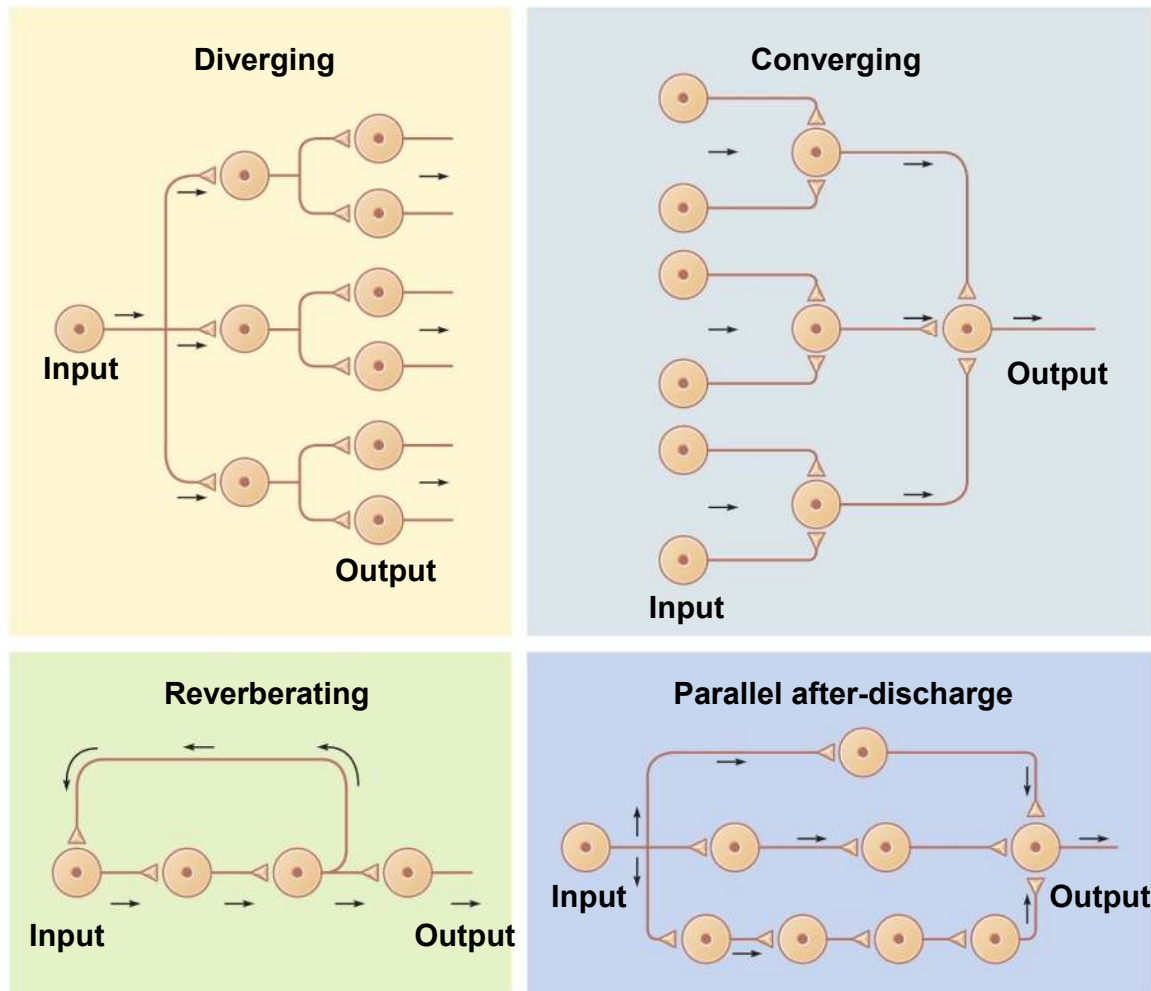 Diverging
Input
Output
Converging
Output
Input
Reverberating
Input
Output
Parallel after-discharge
Input
Output